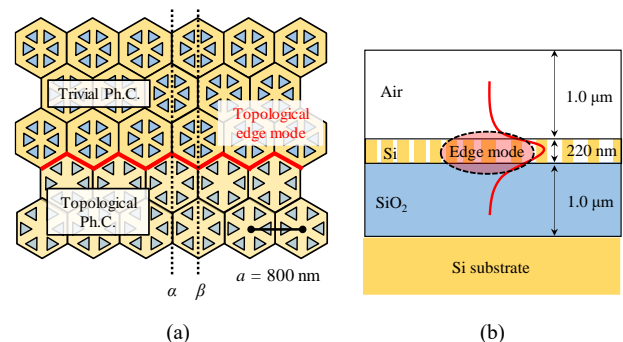 Trivial Ph.C.
Topological
edge mode
Topological
Ph.C.
a = 800 nm
α
β
(a)
Air
1.0 μm
Si
Edge mode
220 nm
SiO₂
1.0 μm
Si substrate
(b)